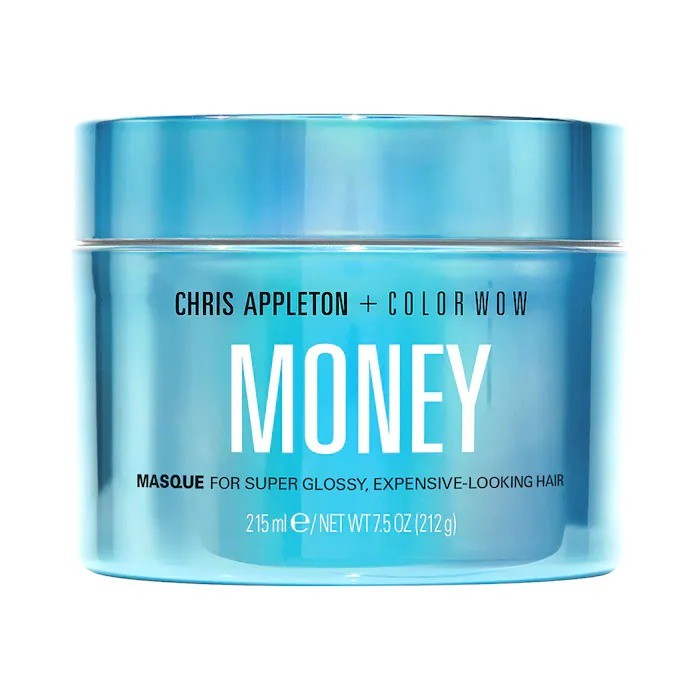 CHRIS APPLETON + COLOR WOW
MONEY
MASQUE FOR SUPER GLOSSY, EXPENSIVE-LOOKING HAIR
215 ml ℮/ NET WT 7.5 OZ (212 g)